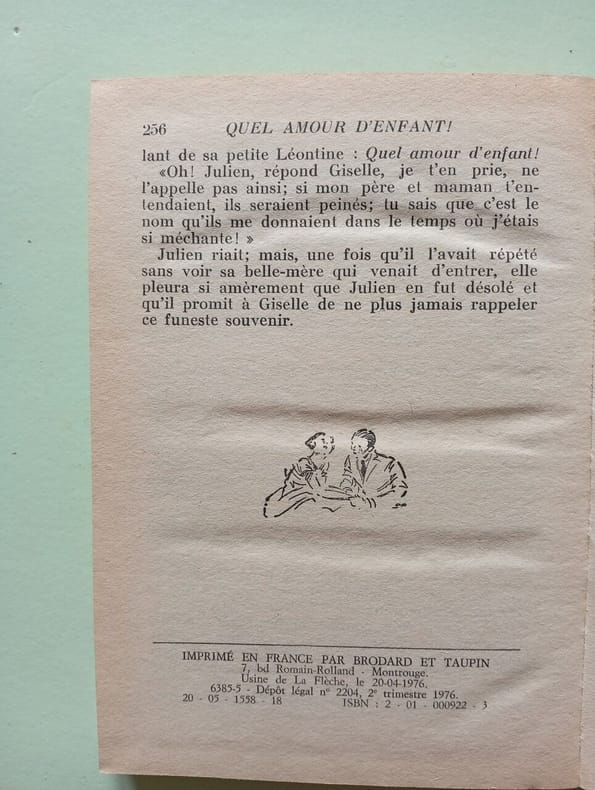 256 QUEL AMOUR D'ENFANT!
lant de sa petite Léontine : Quel amour d'enfant!
«Oh! Julien, répond Giselle, je t'en prie, ne
l'appelle pas ainsi; si mon père et maman t'en-
tendaient, ils seraient peinés; tu sais que c'est le
nom qu'ils me donnaient dans le temps où j'étais
si méchante! »
Julien riait; mais, une fois qu'il l'avait répété
sans voir sa belle-mère qui venait d'entrer, elle
pleura si amèrement que Julien en fut désolé et
qu'il promit à Giselle de ne plus jamais rappeler
ce funeste souvenir.
IMPRIMÉ EN FRANCE PAR BRODARD ET TAUPIN
7, bd Romain-Rolland - Montrouge.
Usine de La Flèche, le 20-04-1976.
6385-5 - Dépôt légal n° 2204, 2e trimestre 1976.
20 - 05 - 1558 - 18 ISBN : 2 - 01 - 000922 - 3